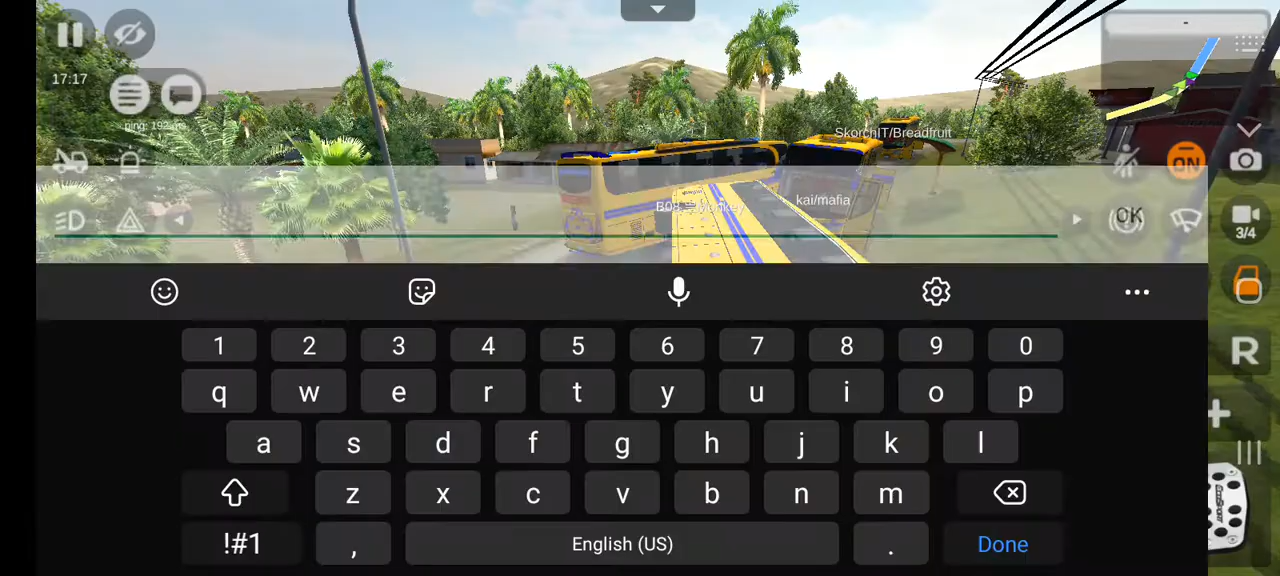 17:17
ping: 192 ms
SkorchIT/Breadfruit
ON
kai/mafia
OK
3/4
1 2 3 4 5 6 7 8 9 0
q w e r t y u i o p
a s d f g h j k l
z x c v b n m
!#1 , English (US) . Done
R